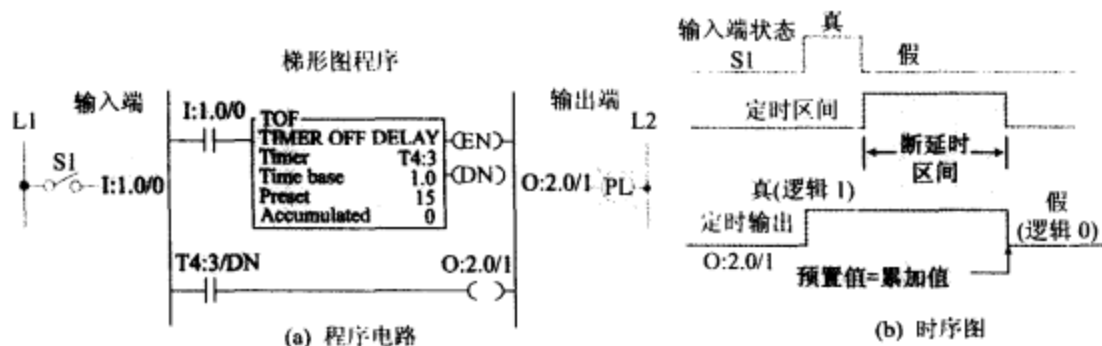 梯形图程序
输入端
输出端
L1
L2
S1
I:1.0/0
I:1.0/0
TOF
TIMER OFF DELAY
Timer T4:3
Time base 1.0
Preset 15
Accumulated 0
(EN)
(DN)
O:2.0/1
PL
T4:3/DN
O:2.0/1
(a) 程序电路
输入端状态
S1
真
假
定时区间
断延时
区间
真(逻辑 1)
定时输出
O:2.0/1
假
(逻辑 0)
预置值=累加值
(b) 时序图